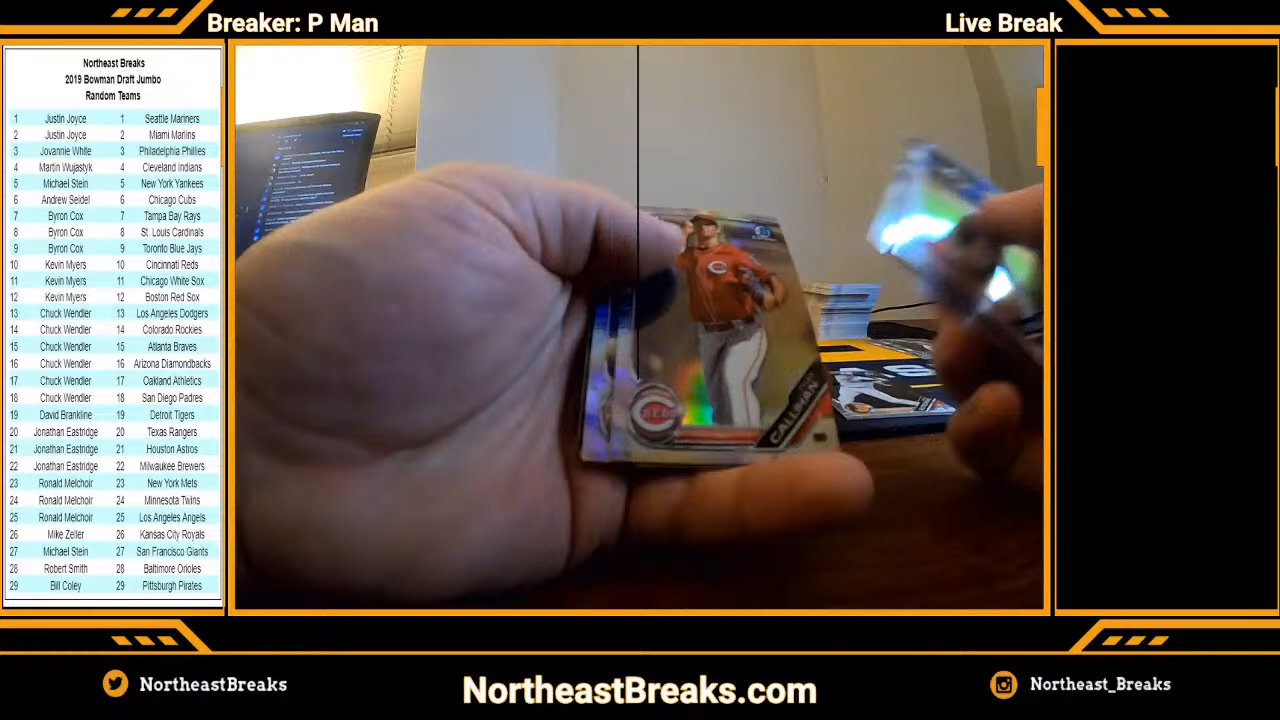 Breaker: P Man
Live Break
Northeast Breaks
2019 Bowman Draft Jumbo
Random Teams
1 Justin Joyce 1 Seattle Mariners
2 Justin Joyce 2 Miami Marlins
3 Jovannie White 3 Philadelphia Phillies
4 Martin Wujastyk 4 Cleveland Indians
5 Michael Stein 5 New York Yankees
6 Andrew Seidel 6 Chicago Cubs
7 Byron Cox 7 Tampa Bay Rays
8 Byron Cox 8 St. Louis Cardinals
9 Byron Cox 9 Toronto Blue Jays
10 Kevin Myers 10 Cincinnati Reds
11 Kevin Myers 11 Chicago White Sox
12 Kevin Myers 12 Boston Red Sox
13 Chuck Wendler 13 Los Angeles Dodgers
14 Chuck Wendler 14 Colorado Rockies
15 Chuck Wendler 15 Atlanta Braves
16 Chuck Wendler 16 Arizona Diamondbacks
17 Chuck Wendler 17 Oakland Athletics
18 Chuck Wendler 18 San Diego Padres
19 David Brankline 19 Detroit Tigers
20 Jonathan Eastridge 20 Texas Rangers
21 Jonathan Eastridge 21 Houston Astros
22 Jonathan Eastridge 22 Milwaukee Brewers
23 Ronald Melchoir 23 New York Mets
24 Ronald Melchoir 24 Minnesota Twins
25 Ronald Melchoir 25 Los Angeles Angels
26 Mike Zeller 26 Kansas City Royals
27 Michael Stein 27 San Francisco Giants
28 Robert Smith 28 Baltimore Orioles
29 Bill Coley 29 Pittsburgh Pirates
REDS
CALLIHAN
NortheastBreaks
NortheastBreaks.com
Northeast_Breaks